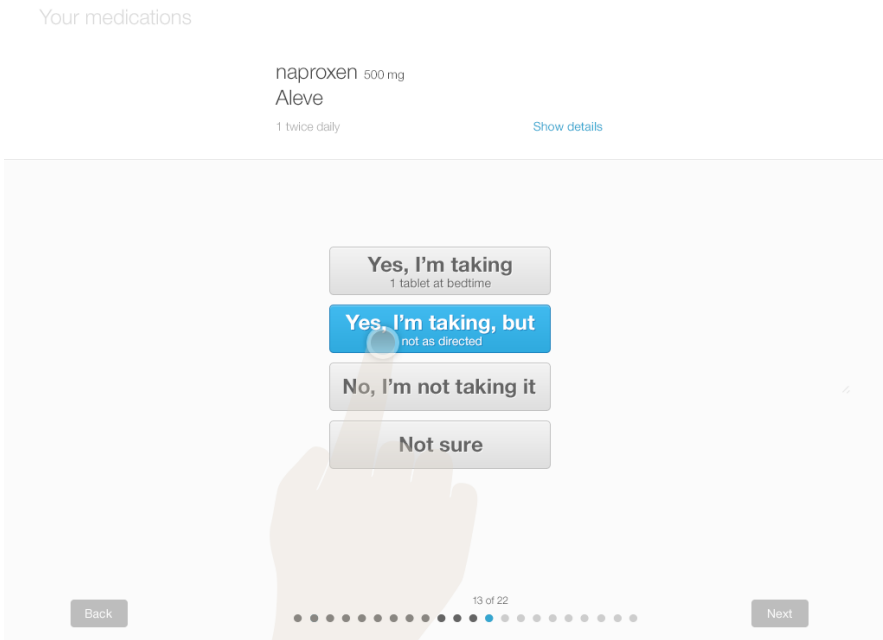 Your medications
naproxen 500 mg
Aleve
1 twice daily
Show details
Yes, I’m taking
1 tablet at bedtime
Yes, I’m taking, but
not as directed
No, I’m not taking it
Not sure
13 of 22
Back
Next